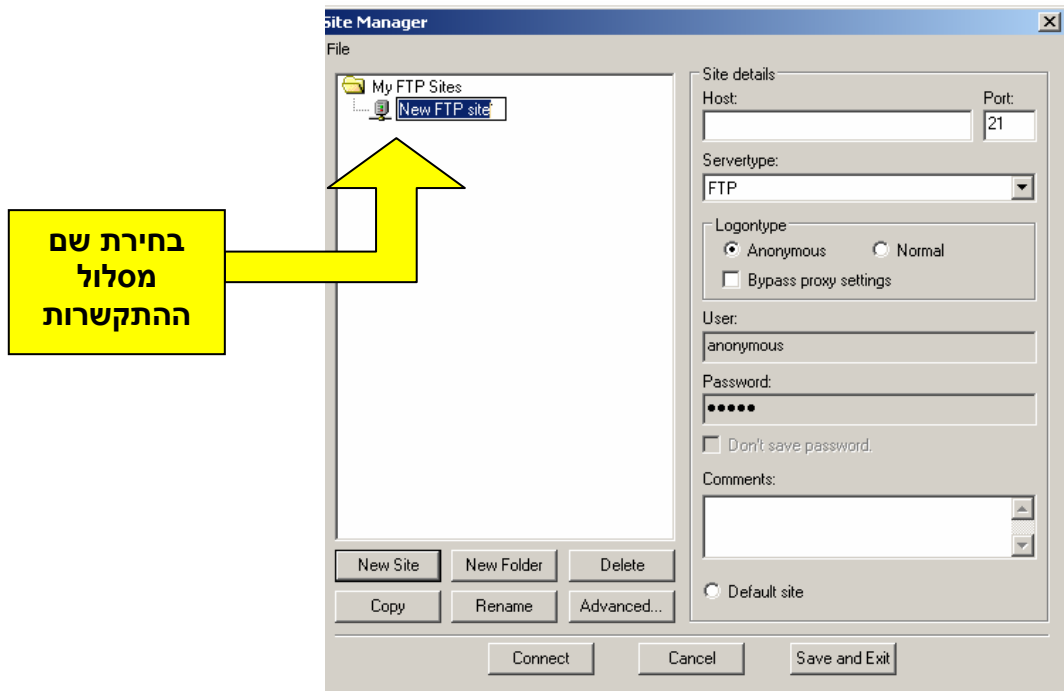 Site Manager
File
My FTP Sites
New FTP site
בחירת שם
מסלול
ההתקשרות
Site details
Host:
Port:
21
Servertype:
FTP
Logontype
Anonymous
Normal
Bypass proxy settings
User:
anonymous
Password:
•••••
Don't save password.
Comments:
Default site
New Site
New Folder
Delete
Copy
Rename
Advanced...
Connect
Cancel
Save and Exit